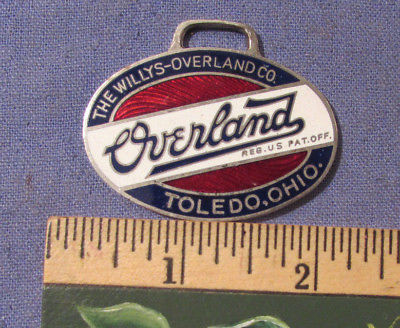 THE WILLYS-OVERLAND CO.
Overland
REG. U.S. PAT. OFF.
TOLEDO, OHIO.
1 2